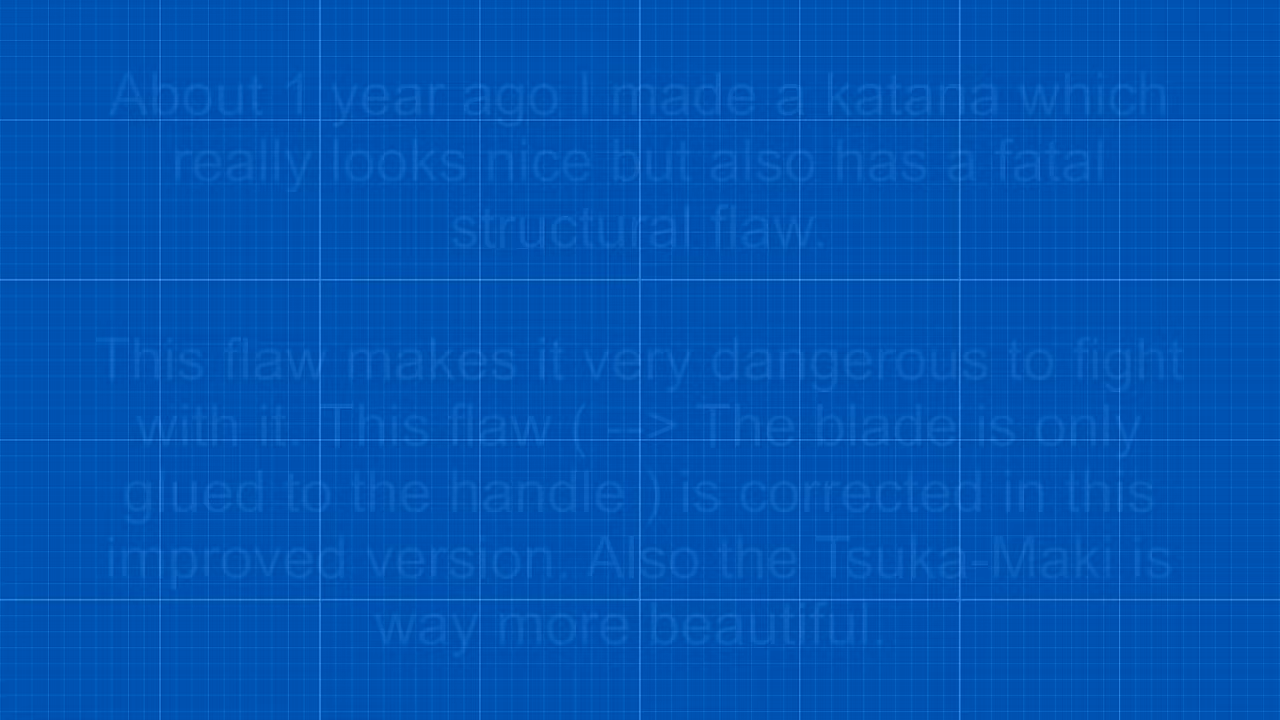 About 1 year ago I made a katana which
really looks nice but also has a fatal
structural flaw.
This flaw makes it very dangerous to fight
with it. This flaw ( --> The blade is only
glued to the handle ) is corrected in this
improved version. Also the Tsuka-Maki is
way more beautiful.